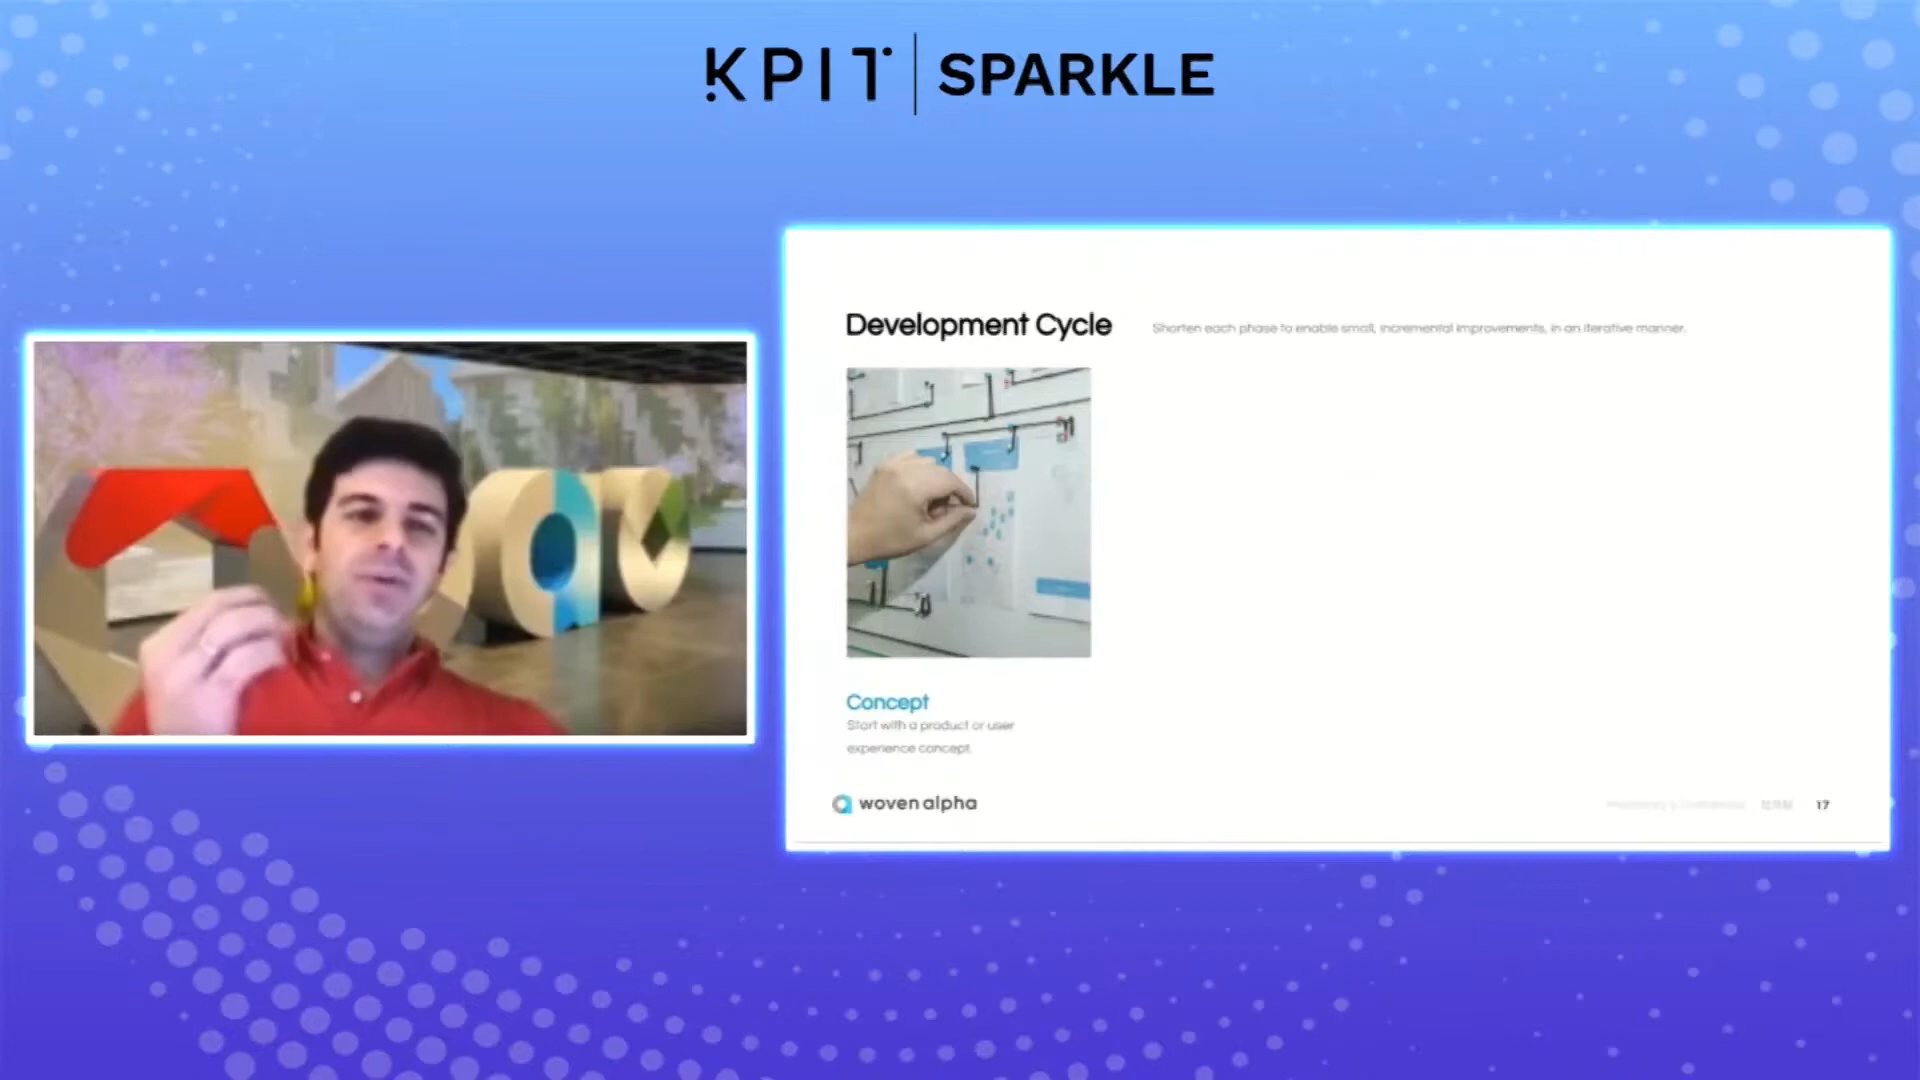 KPIT | SPARKLE
Development Cycle
Shorten each phase to enable small, incremental improvements, in an iterative manner.
Concept
Start with a product or user
experience concept.
woven alpha
17